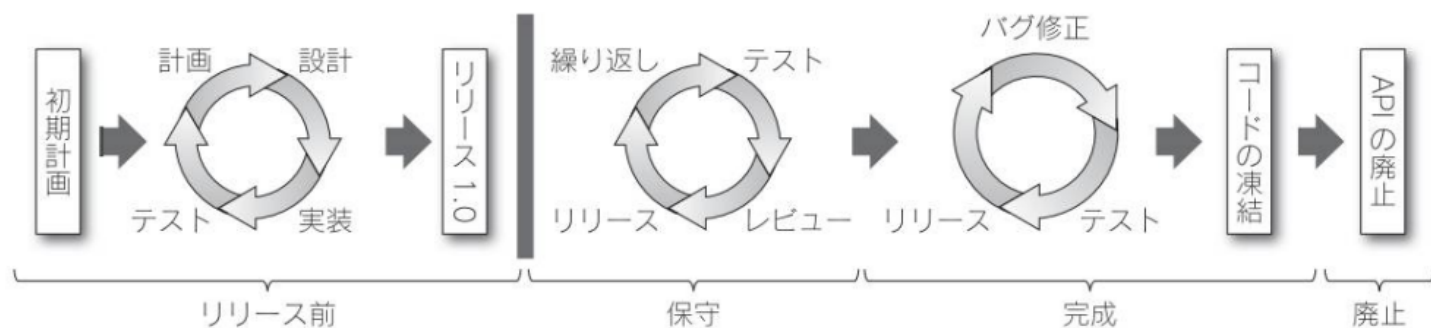 初期計画
計画
設計
テスト
実装
リリース 1.0
繰り返し
テスト
リリース
レビュー
バグ修正
リリース
テスト
コードの凍結
APIの廃止
リリース前
保守
完成
廃止